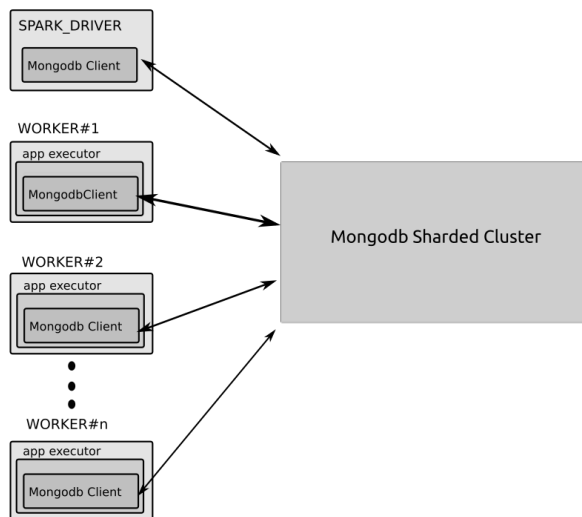 SPARK_DRIVER
Mongodb Client
WORKER#1
app executor
MongodbClient
Mongodb Sharded Cluster
WORKER#2
app executor
Mongodb Client
WORKER#n
app executor
Mongodb Client